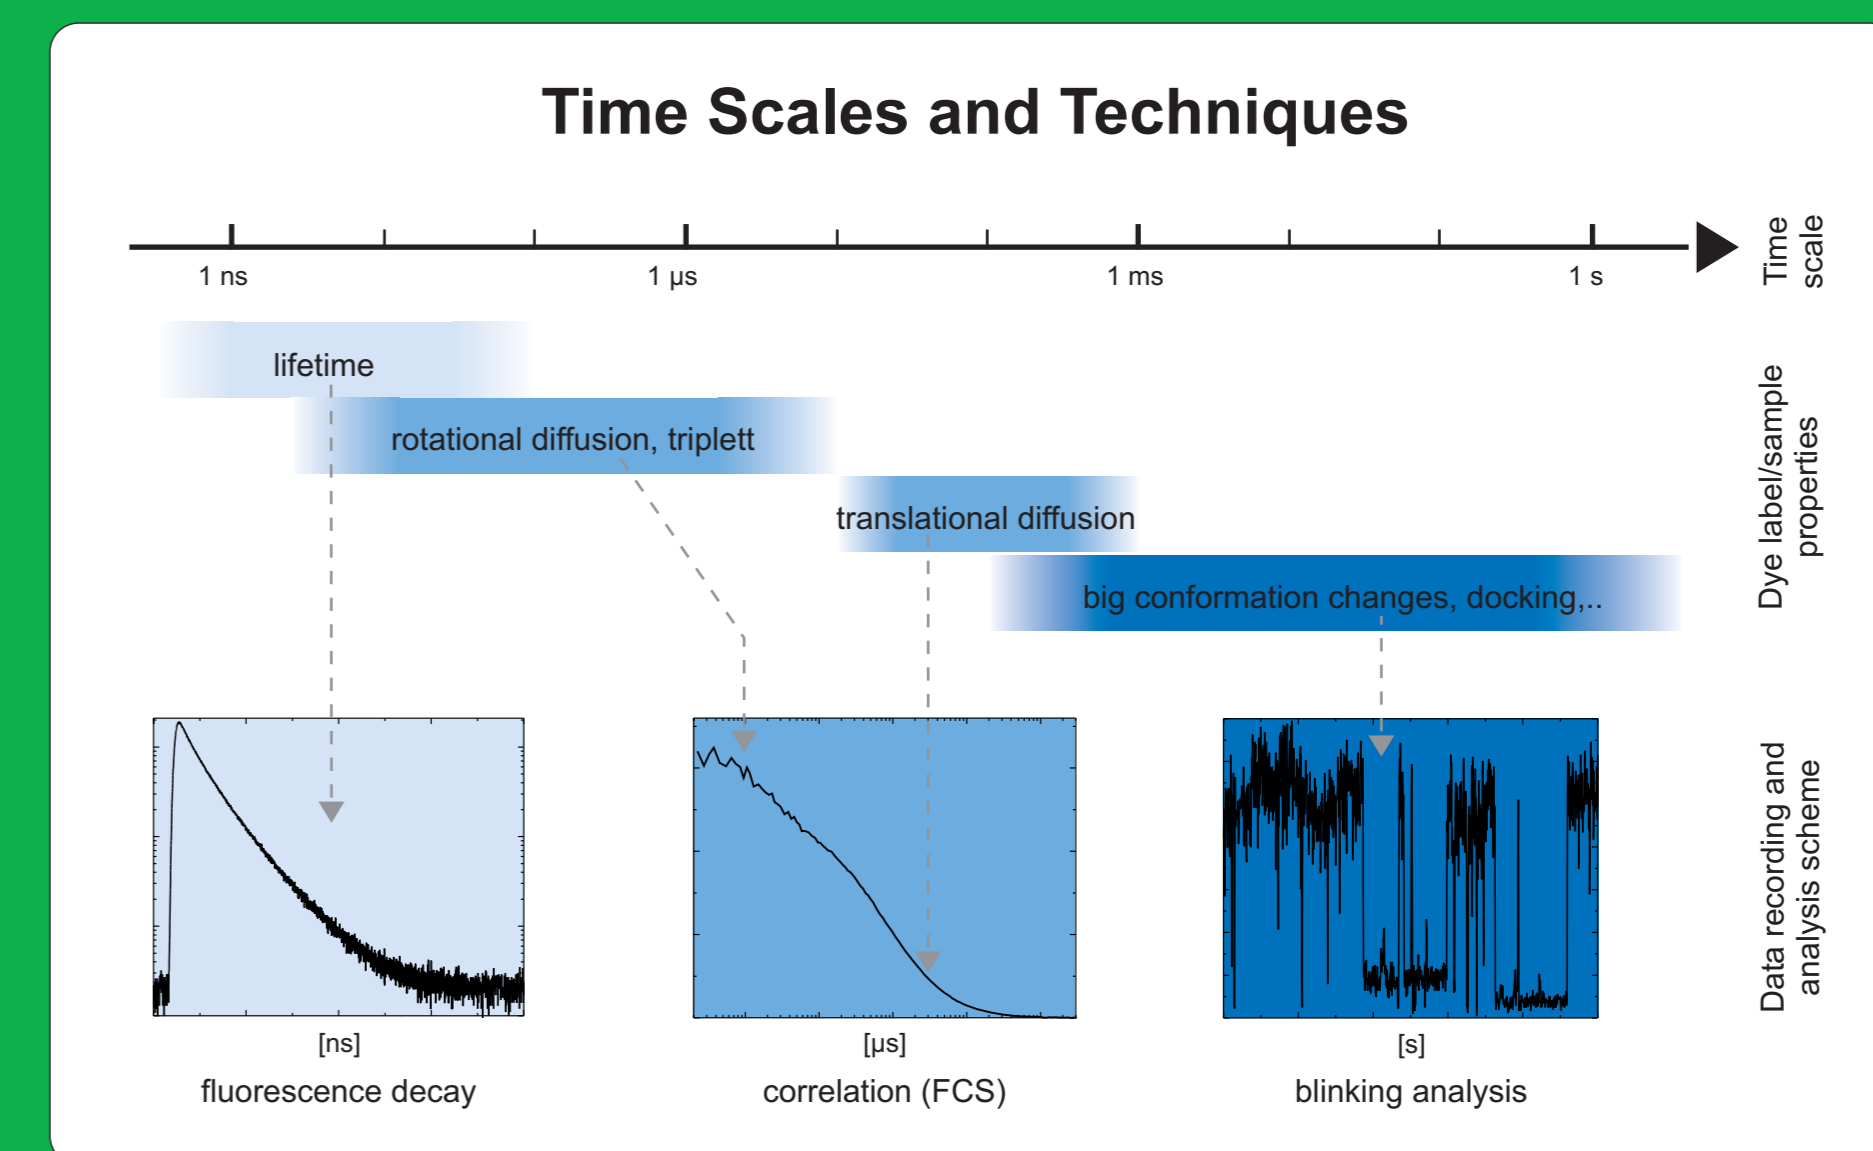 Time Scales and Techniques
1 ns
1 µs
1 ms
1 s
Time
scale
lifetime
rotational diffusion, triplett
translational diffusion
big conformation changes, docking,..
Dye label/sample
properties
[ns]
[µs]
[s]
fluorescence decay
correlation (FCS)
blinking analysis
Data recording and
analysis scheme